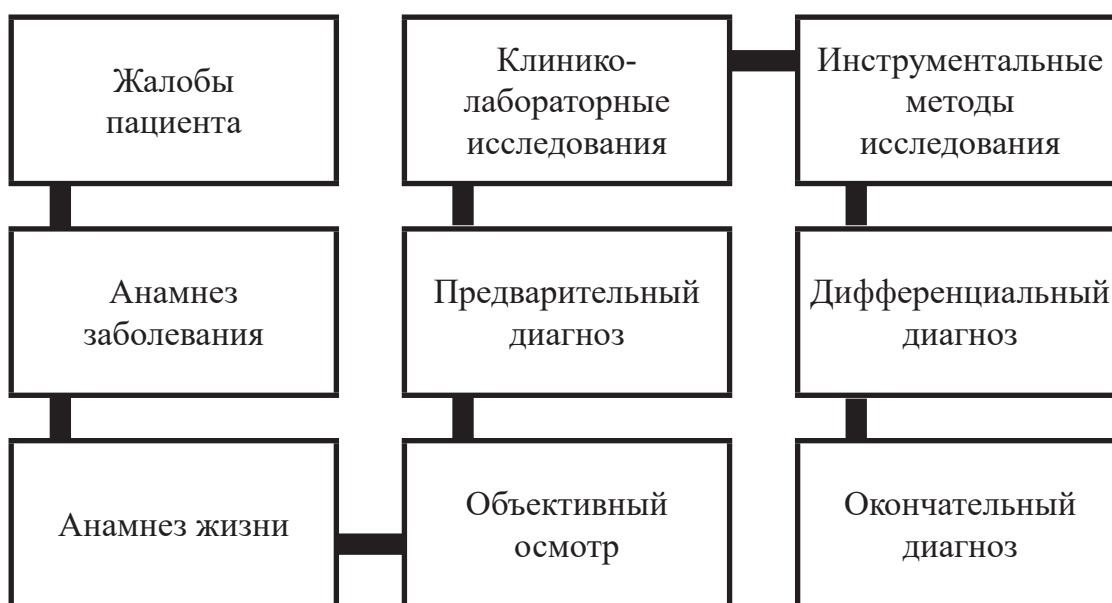 Жалобы
пациента
Анамнез
заболевания
Анамнез жизни
Объективный
осмотр
Предварительный
диагноз
Клинико-
лабораторные
исследования
Инструментальные
методы
исследования
Дифференциальный
диагноз
Окончательный
диагноз